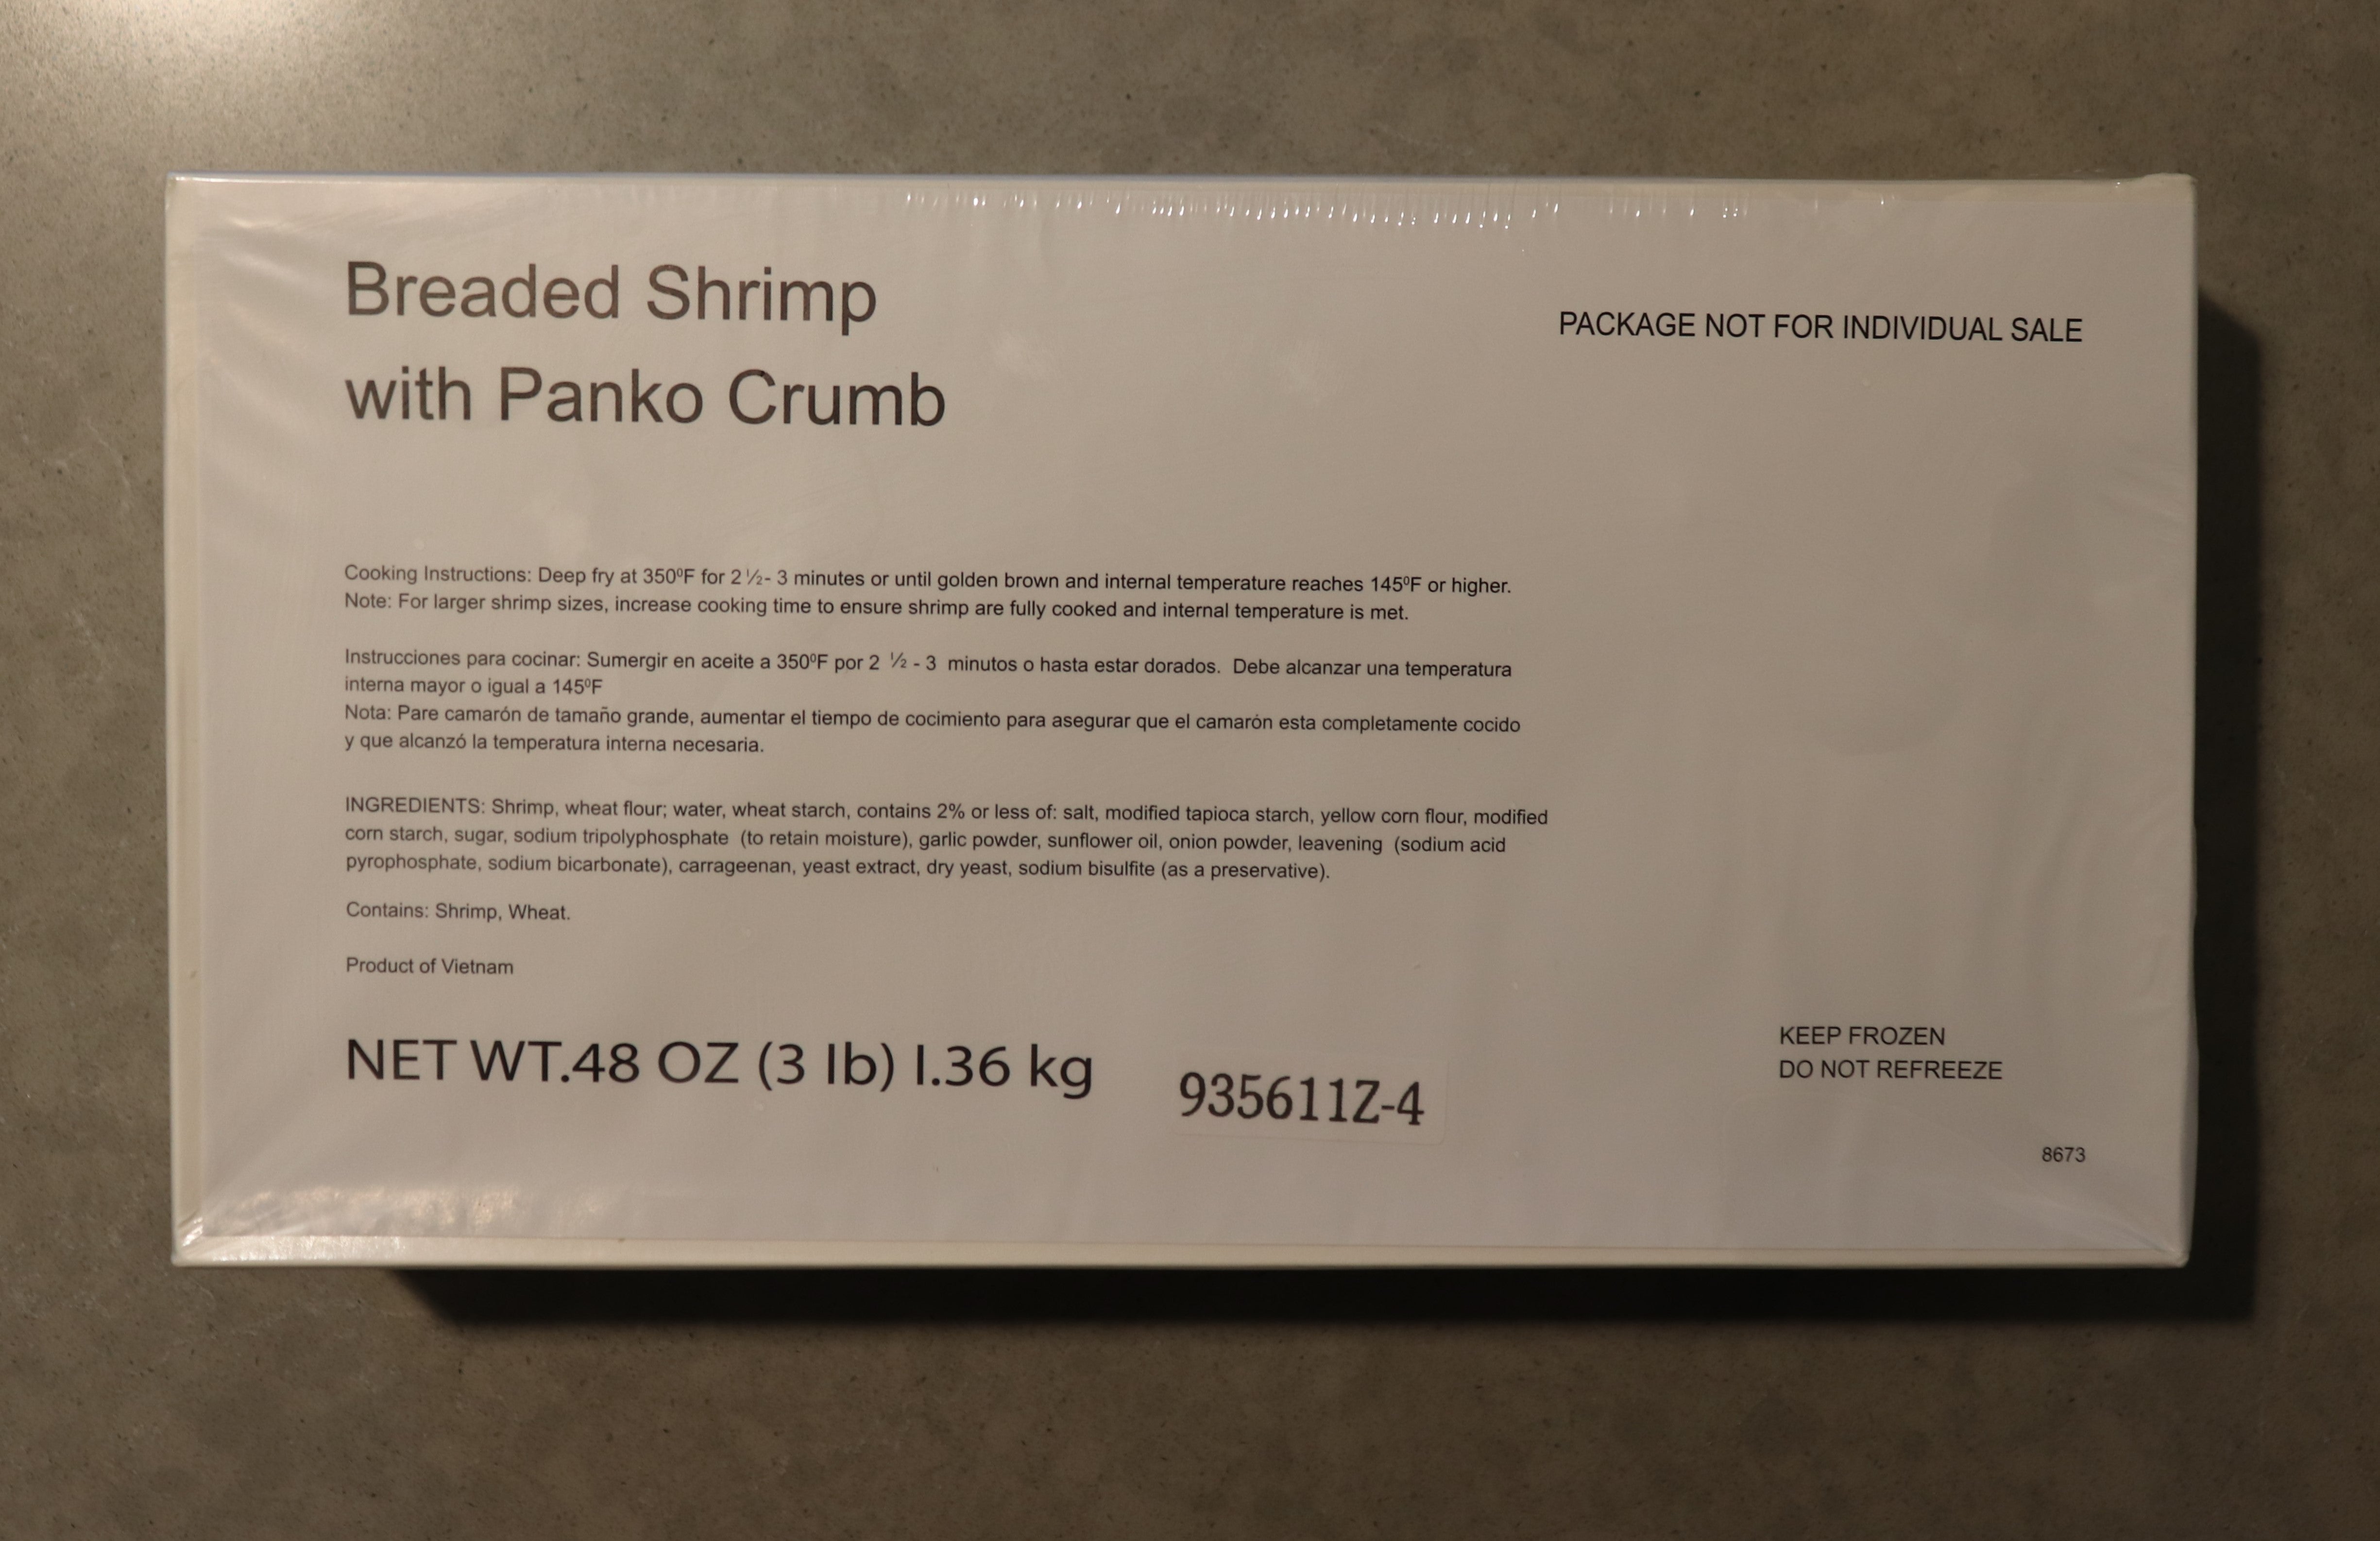 Breaded Shrimp
with Panko Crumb
PACKAGE NOT FOR INDIVIDUAL SALE
Cooking Instructions: Deep fry at 350ºF for 2 ½- 3 minutes or until golden brown and internal temperature reaches 145ºF or higher.
Note: For larger shrimp sizes, increase cooking time to ensure shrimp are fully cooked and internal temperature is met.
Instrucciones para cocinar: Sumergir en aceite a 350ºF por 2 ½ - 3 minutos o hasta estar dorados. Debe alcanzar una temperatura
interna mayor o igual a 145ºF
Nota: Pare camarón de tamaño grande, aumentar el tiempo de cocimiento para asegurar que el camarón esta completamente cocido
y que alcanzó la temperatura interna necesaria.
INGREDIENTS: Shrimp, wheat flour; water, wheat starch, contains 2% or less of: salt, modified tapioca starch, yellow corn flour, modified
corn starch, sugar, sodium tripolyphosphate (to retain moisture), garlic powder, sunflower oil, onion powder, leavening (sodium acid
pyrophosphate, sodium bicarbonate), carrageenan, yeast extract, dry yeast, sodium bisulfite (as a preservative).
Contains: Shrimp, Wheat.
Product of Vietnam
NET WT.48 OZ (3 lb) I.36 kg
935611Z-4
KEEP FROZEN
DO NOT REFREEZE
8673